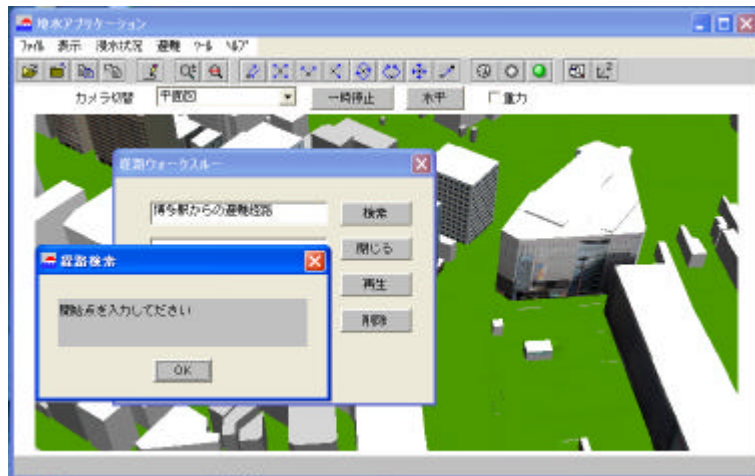 浸水アプリケーション
ファイル 表示 浸水状況 避難 ツール ヘルプ
カメラ切替 平面図 一時停止 水平 重力
経路ウォークスルー
博多駅からの避難経路 検索
閉じる
再生
削除
経路検索
開始点を入力してださい
OK